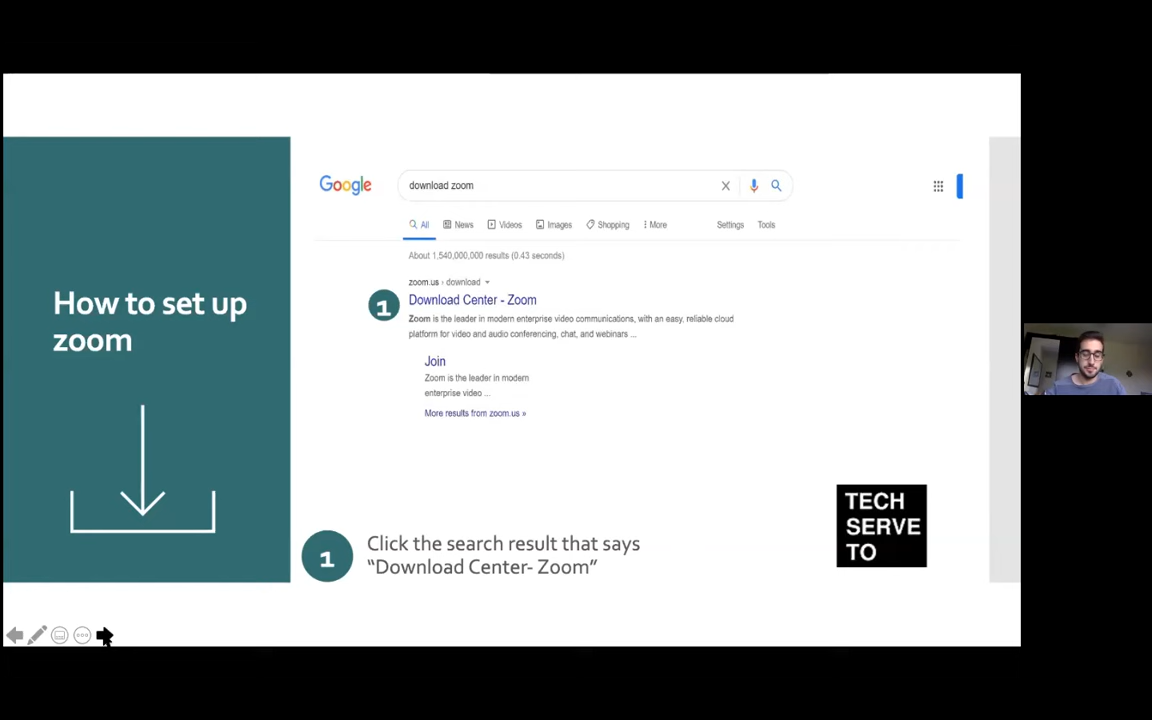 How to set up
zoom
Google
download zoom
All News Videos Images Shopping More Settings Tools
About 1,540,000,000 results (0.43 seconds)
zoom.us › download
1
Download Center - Zoom
Zoom is the leader in modern enterprise video communications, with an easy, reliable cloud
platform for video and audio conferencing, chat, and webinars ...
Join
Zoom is the leader in modern
enterprise video ...
More results from zoom.us »
TECH
SERVE
TO
1
Click the search result that says
“Download Center- Zoom”